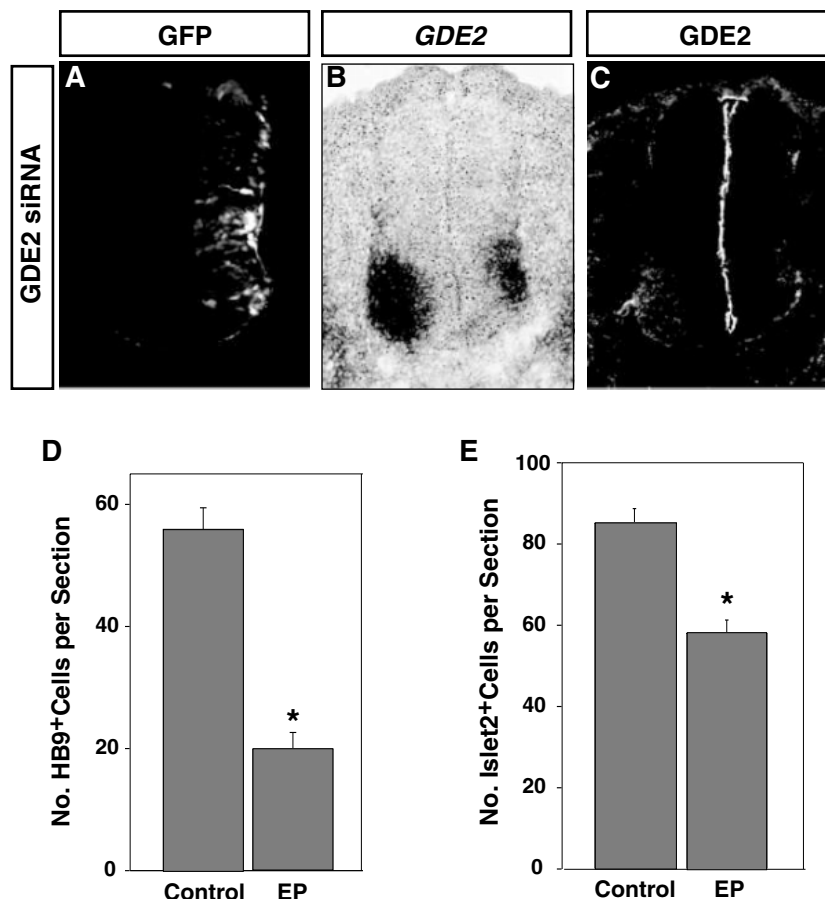 GFP
GDE2
GDE2
GDE2 siRNA
A
B
C
D
No. HB9+Cells per Section
60
40
20
0
Control
EP
*
E
No. Islet2+Cells per Section
100
80
60
40
20
0
Control
EP
*